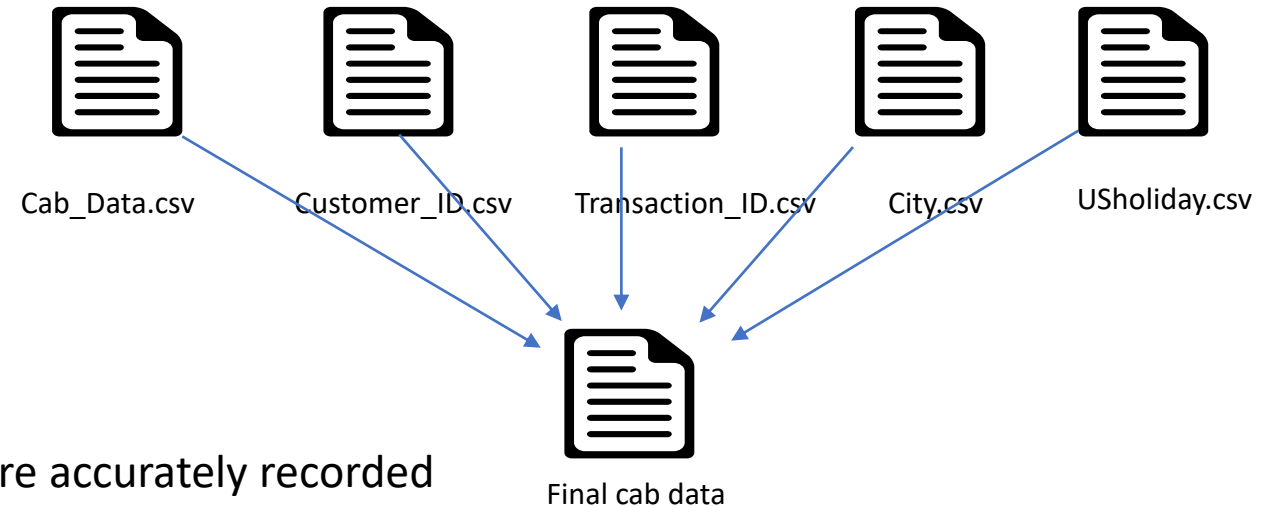 Cab_Data.csv
Customer_ID.csv
Transaction_ID.csv
City.csv
USholiday.csv
re accurately recorded
Final cab data